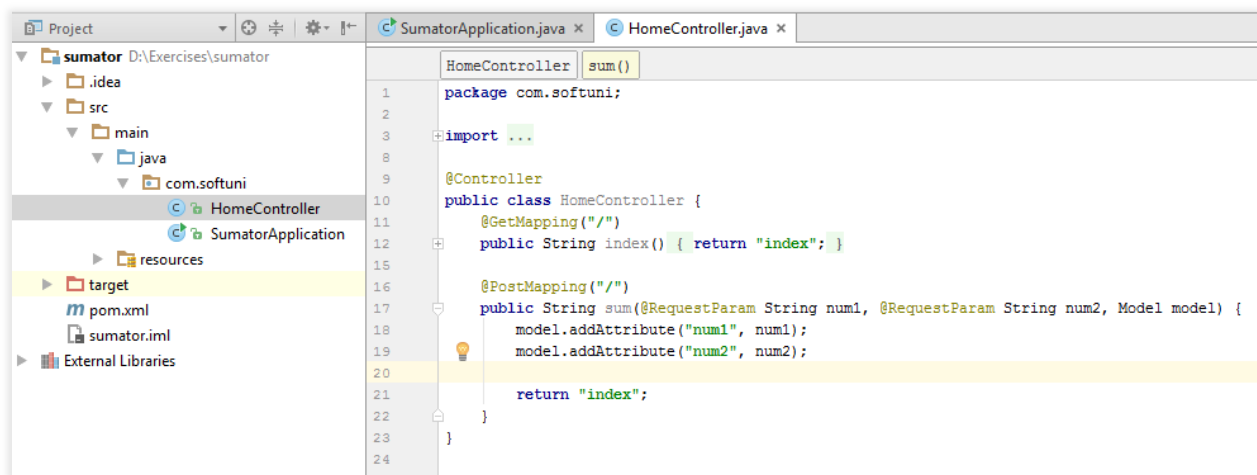 Project
sumator D:\Exercises\sumator
.idea
src
main
java
com.softuni
HomeController
SumatorApplication
resources
target
pom.xml
sumator.iml
External Libraries
SumatorApplication.java × HomeController.java ×
HomeController sum()
1 package com.softuni;
2
3 import ...
8
9 @Controller
10 public class HomeController {
11 @GetMapping("/")
12 public String index() { return "index"; }
15
16 @PostMapping("/")
17 public String sum(@RequestParam String num1, @RequestParam String num2, Model model) {
18 model.addAttribute("num1", num1);
19 model.addAttribute("num2", num2);
20
21 return "index";
22 }
23 }
24